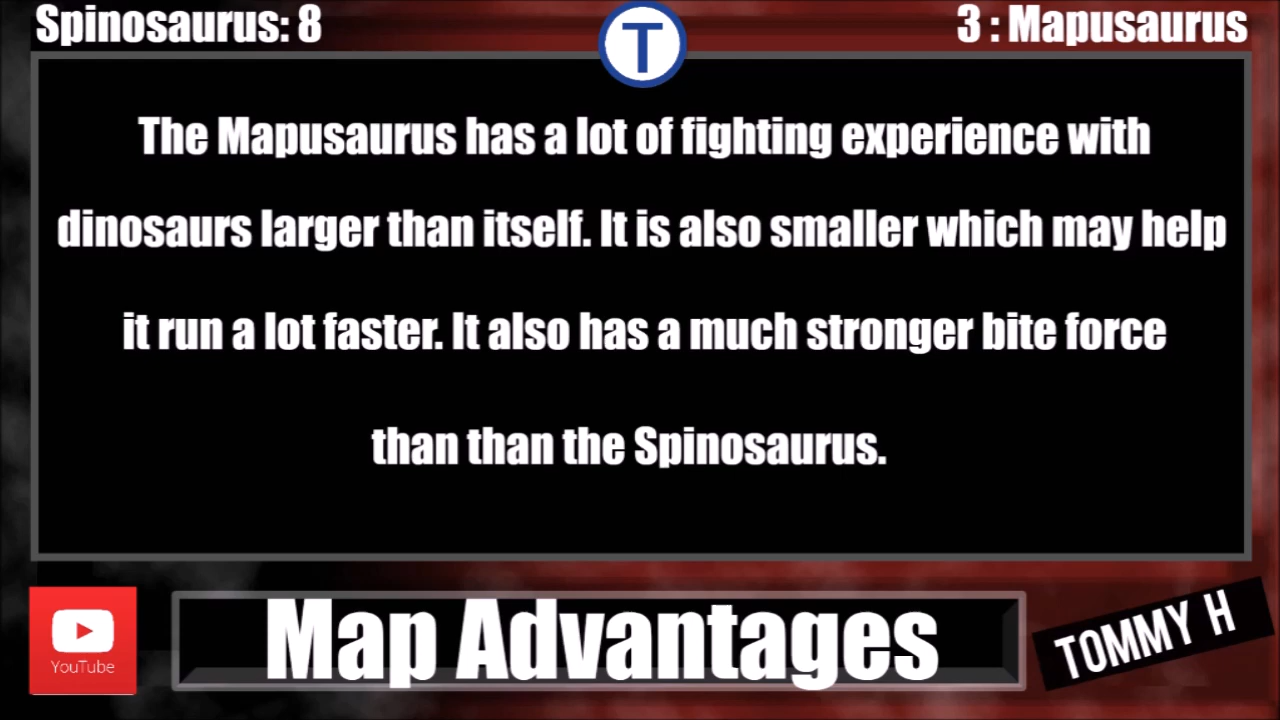 Spinosaurus: 8
T
3 : Mapusaurus
The Mapusaurus has a lot of fighting experience with
dinosaurs larger than itself. It is also smaller which may help
it run a lot faster. It also has a much stronger bite force
than than the Spinosaurus.
YouTube
Map Advantages
TOMMY H